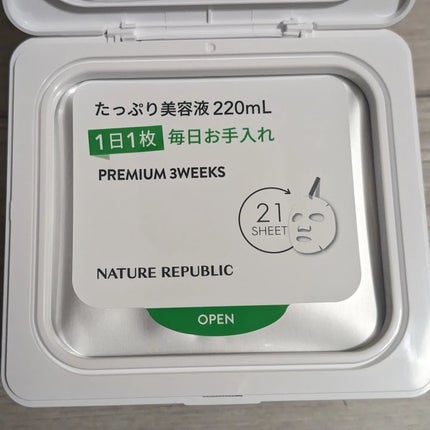 たっぷり美容液 220mL
1日1枚 毎日お手入れ
PREMIUM 3WEEKS
21
SHEET
NATURE REPUBLIC
OPEN